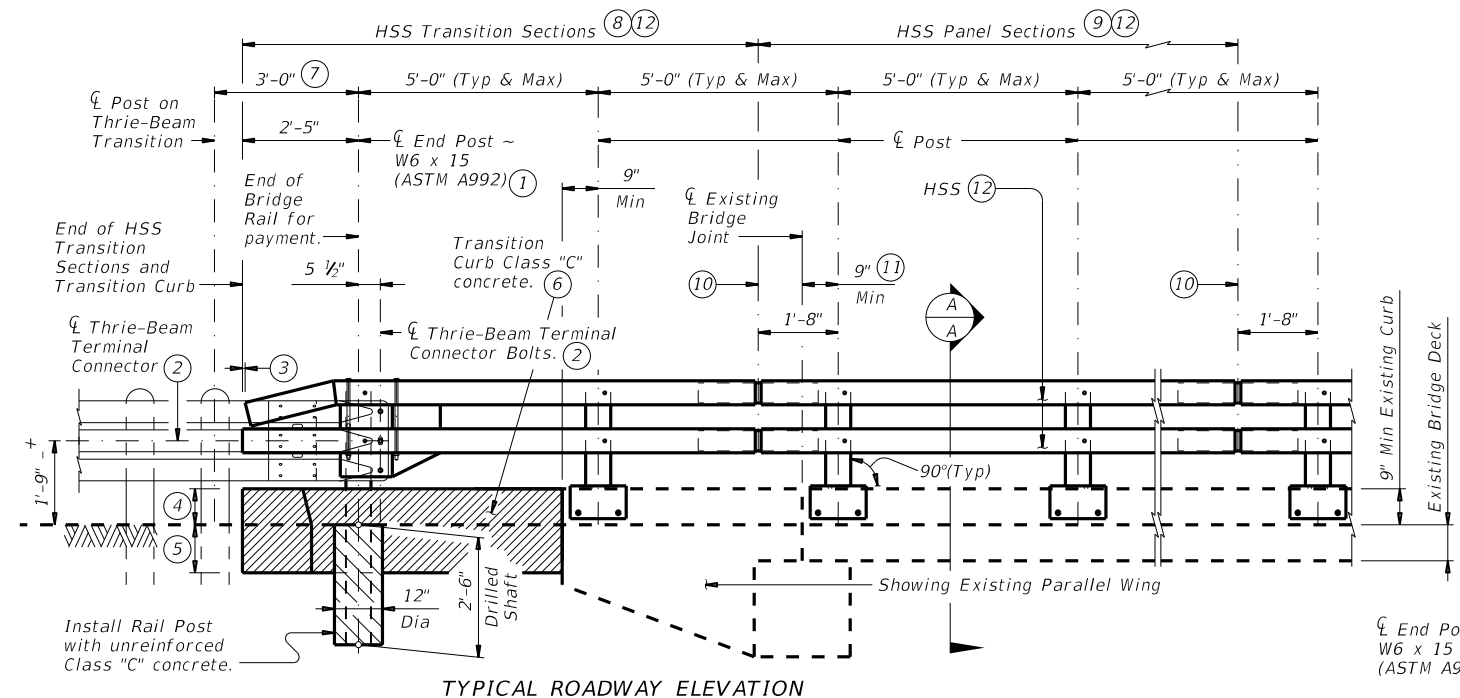 HSS Transition Sections 8 12
HSS Panel Sections 9 12
3'-0" 7
5'-0" (Typ & Max)
5'-0" (Typ & Max)
5'-0" (Typ & Max)
5'-0" (Typ & Max)
℄ Post on
Thrie-Beam
Transition
2'-5"
℄ End Post ~
W6 x 15
(ASTM A992) 1
℄ Post
9"
Min
End of
Bridge
Rail for
payment.
HSS 12
℄ Existing
Bridge
Joint
End of HSS
Transition
Sections and
Transition Curb
5 ½"
Transition
Curb Class "C"
concrete. 6
10
9" 11
Min
10
A
A
1'-8"
1'-8"
℄ Thrie-Beam
Terminal
Connector 2
3
℄ Thrie-Beam Terminal
Connector Bolts. 2
9" Min Existing Curb
Existing Bridge Deck
1'-9" +-
90°(Typ)
4
5
12"
Dia
2'-6"
Drilled
Shaft
Showing Existing Parallel Wing
Install Rail Post
with unreinforced
Class "C" concrete.
℄ End Po
W6 x 15
(ASTM A9
TYPICAL ROADWAY ELEVATION